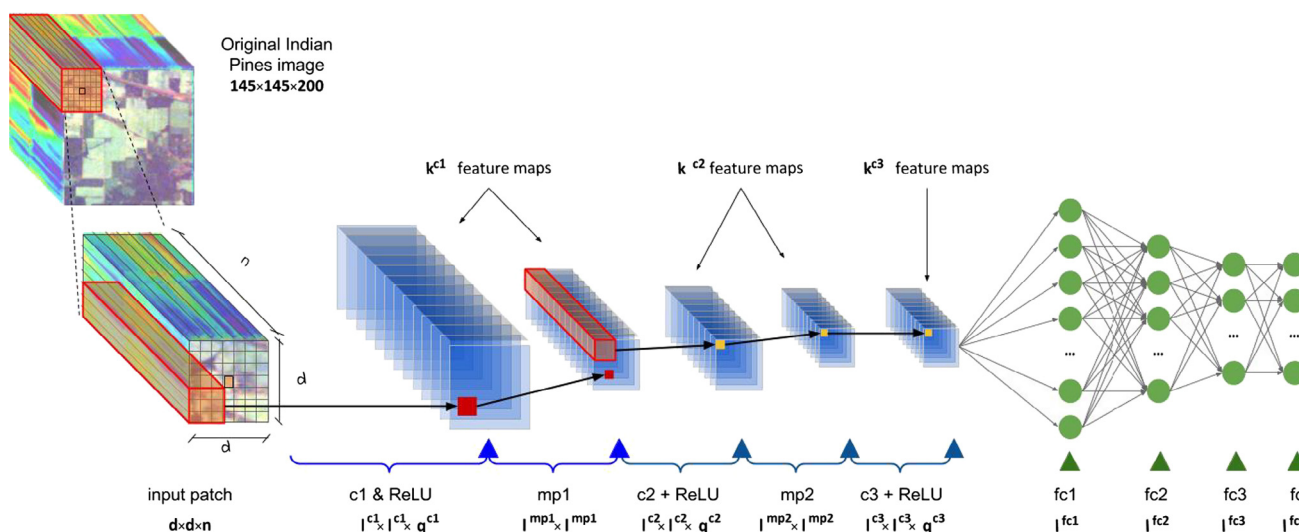 Original Indian
Pines image
145×145×200
k^c1 feature maps
k^c2 feature maps
k^c3 feature maps
n
d
d
...
...
...
...
input patch
c1 & ReLU
mp1
c2 + ReLU
mp2
c3 + ReLU
fc1
fc2
fc3
d×d×n
l^c1 × l^c1 × q^c1
l^mp1 × l^mp1
l^c2 × l^c2 × q^c2
l^mp2 × l^mp2
l^c3 × l^c3 × q^c3
l^fc1
l^fc2
l^fc3